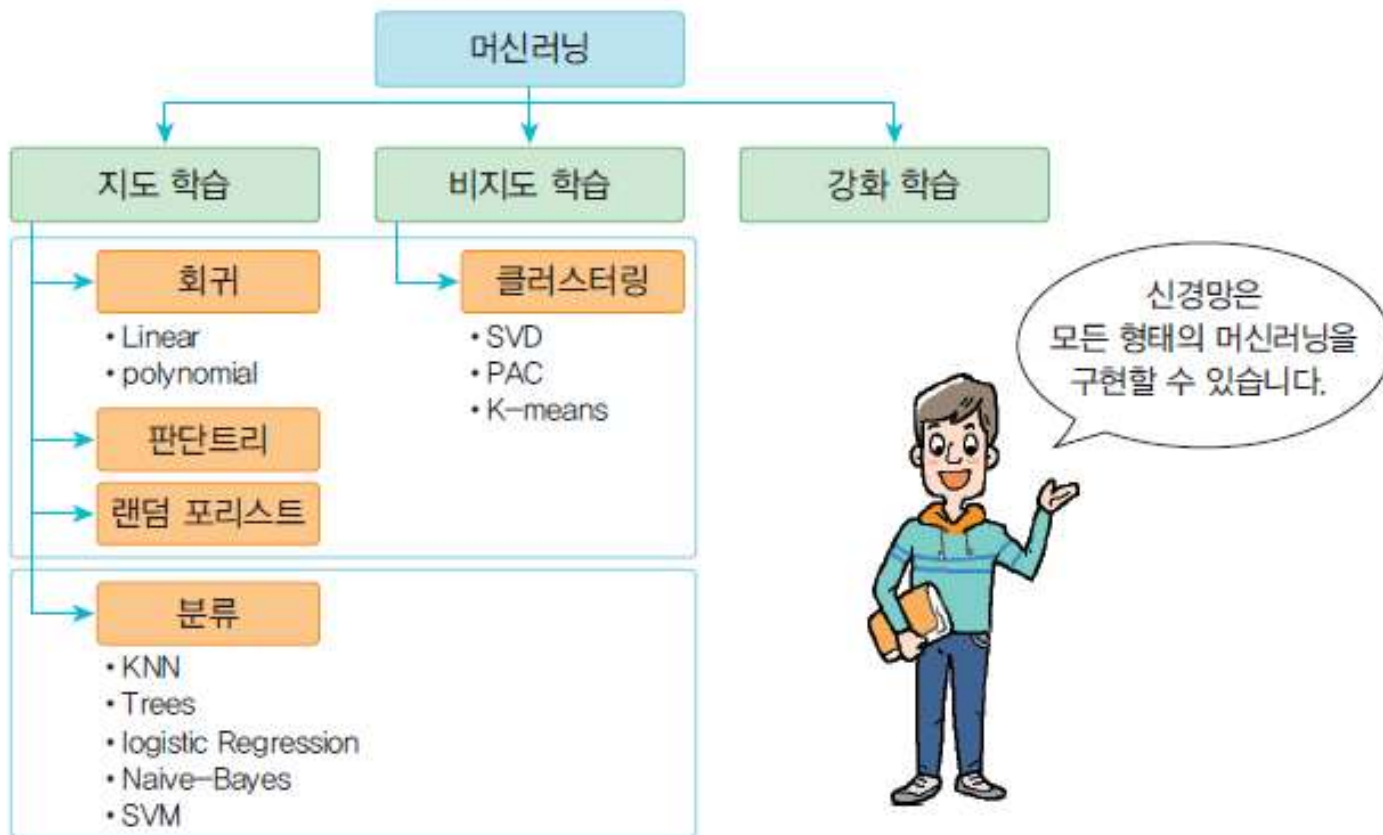 머신러닝
지도 학습
비지도 학습
강화 학습
회귀
• Linear
• polynomial
판단트리
랜덤 포리스트
분류
• KNN
• Trees
• logistic Regression
• Naive-Bayes
• SVM
클러스터링
• SVD
• PAC
• K-means
신경망은
모든 형태의 머신러닝을
구현할 수 있습니다.